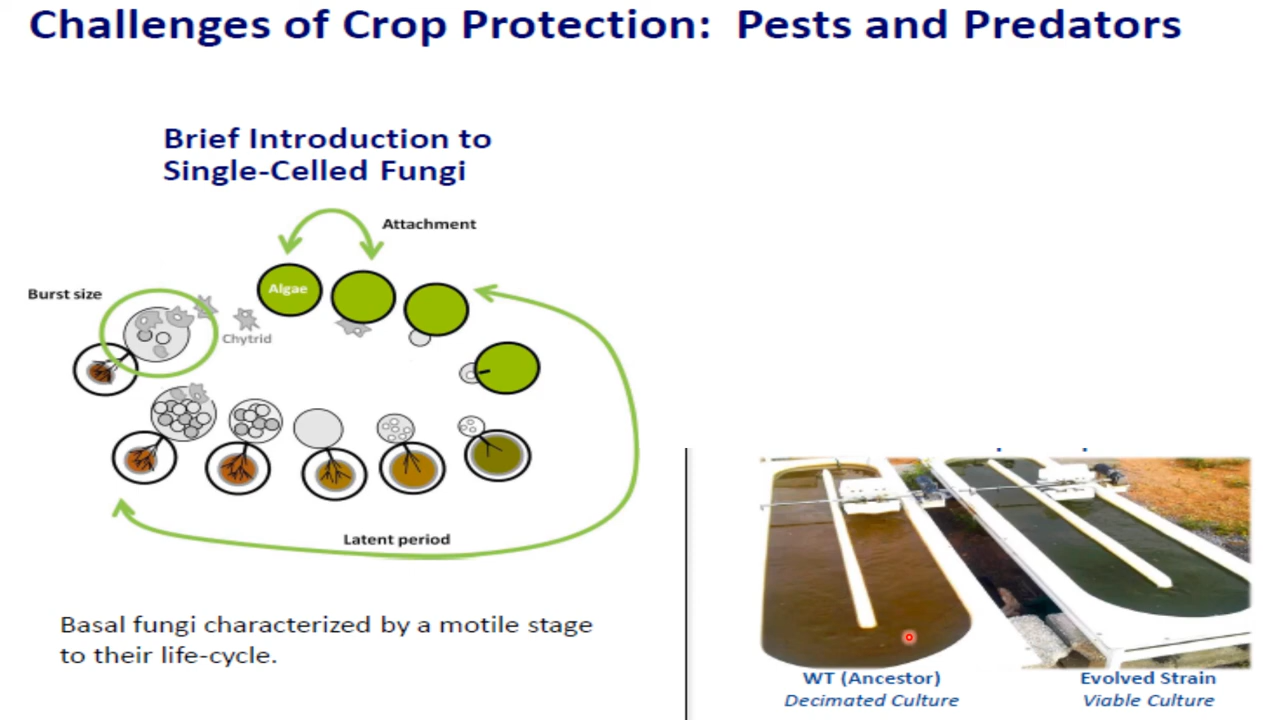 Challenges of Crop Protection: Pests and Predators
Brief Introduction to
Single-Celled Fungi
Attachment
Burst size
Algae
Chytrid
Latent period
Basal fungi characterized by a motile stage
to their life-cycle.
WT (Ancestor)
Decimated Culture
Evolved Strain
Viable Culture